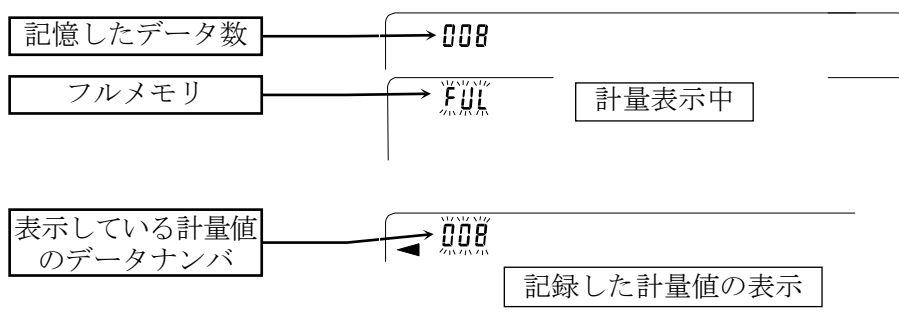 記憶したデータ数
008
フルメモリ
FUL
計量表示中
表示している計量値
のデータナンバ
008
記録した計量値の表示